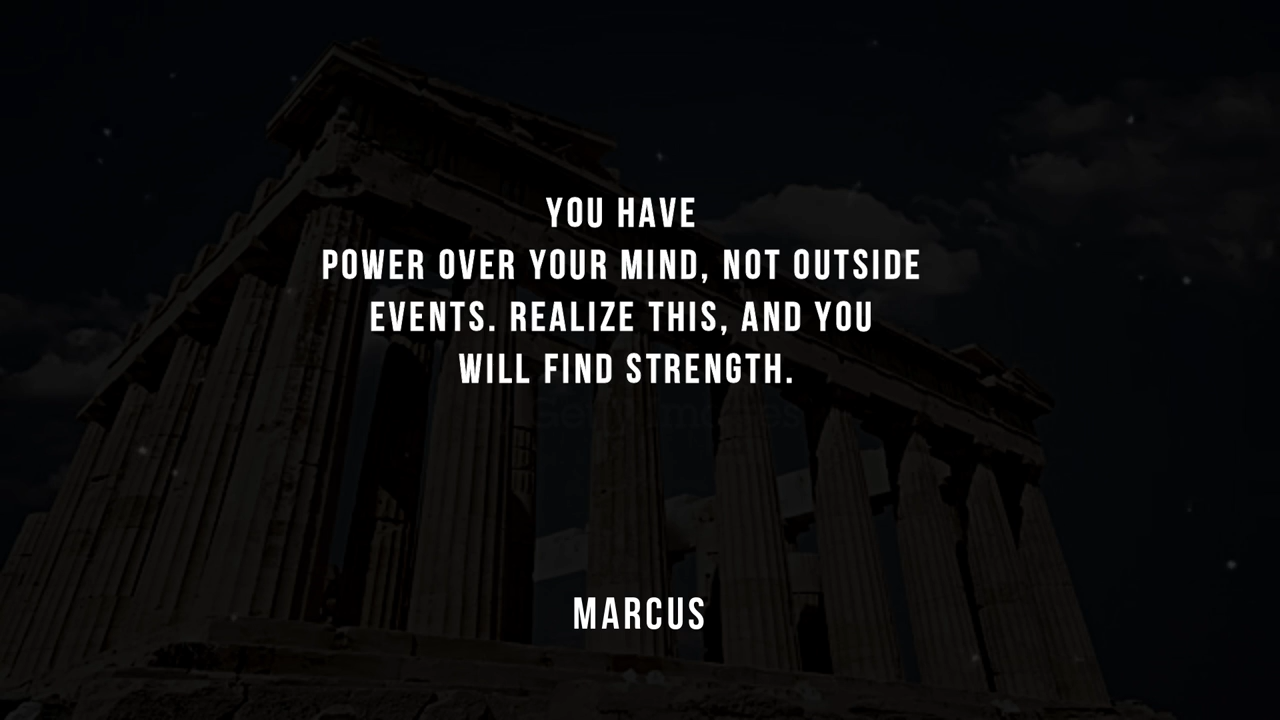 YOU HAVE
POWER OVER YOUR MIND, NOT OUTSIDE
EVENTS. REALIZE THIS, AND YOU
WILL FIND STRENGTH.
MARCUS